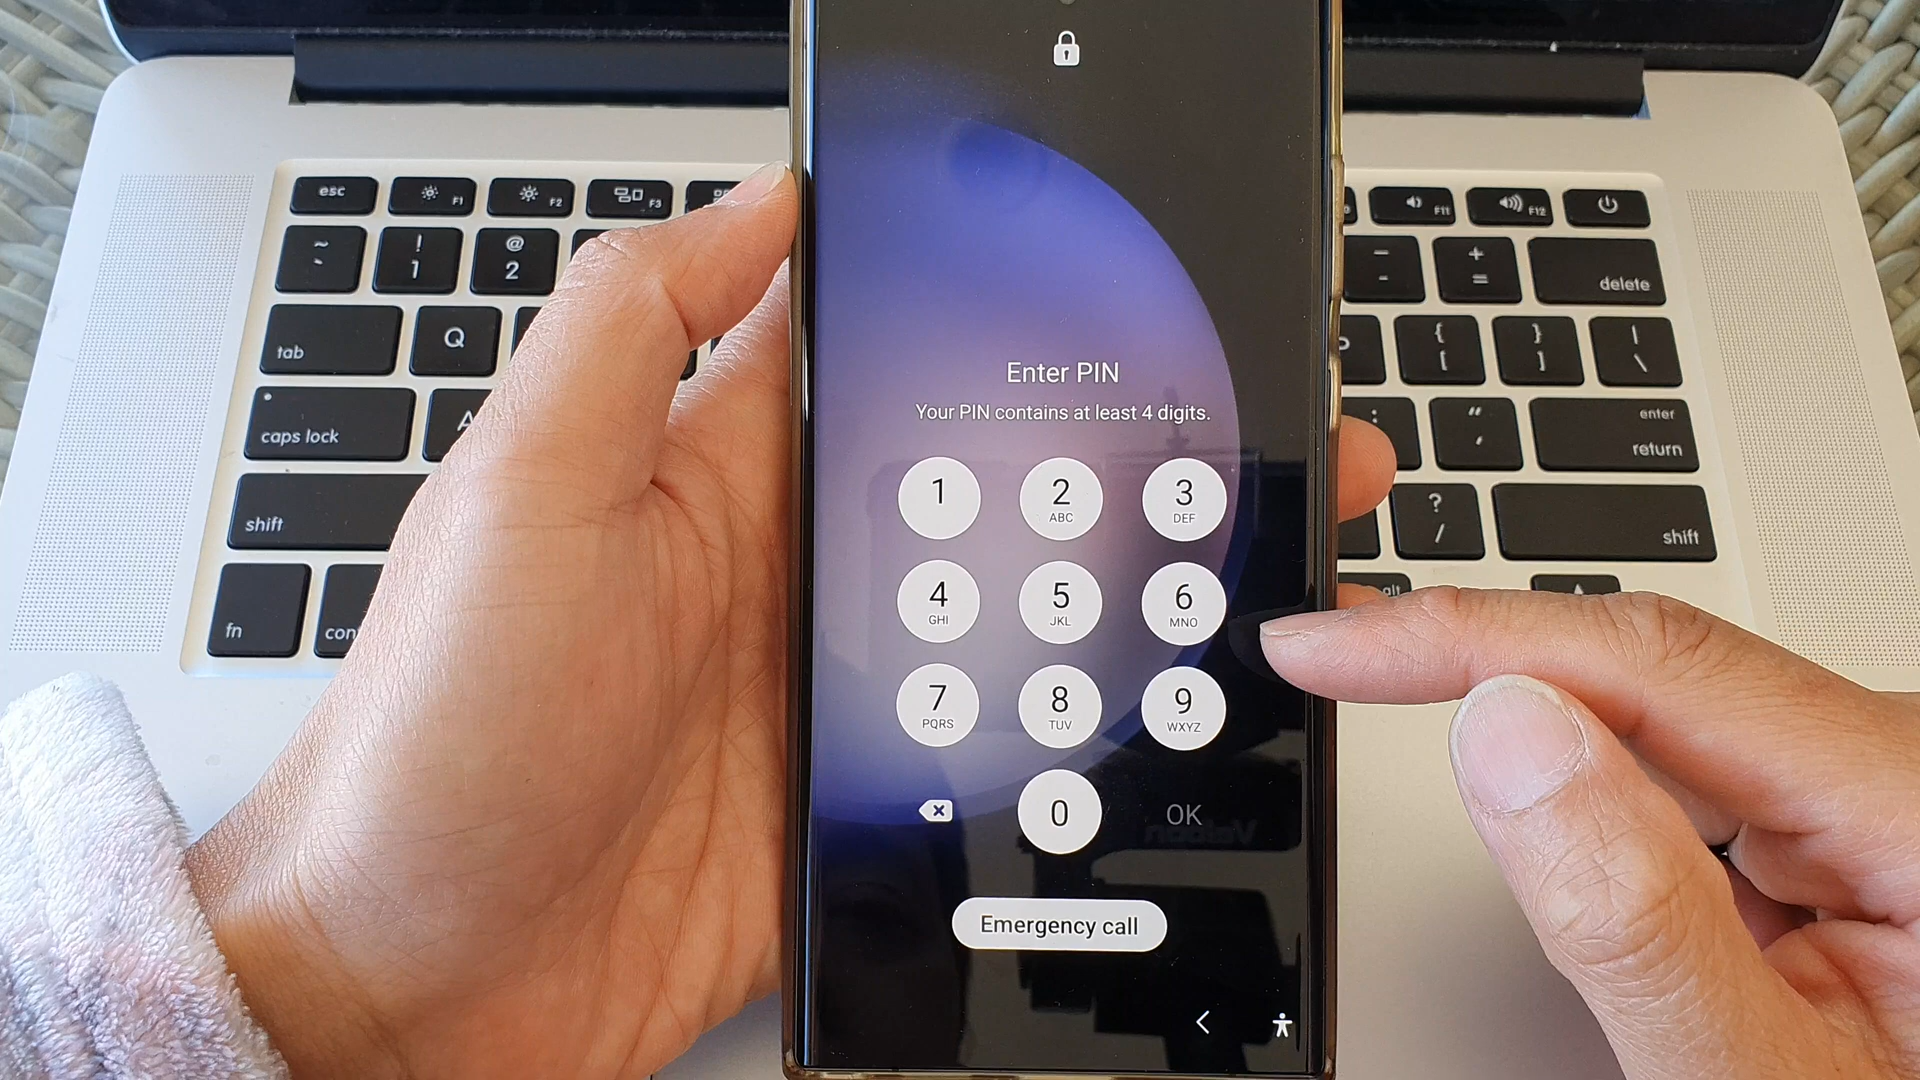 esc
F1
F2
F3
F11
F12
~
`
!
1
@
2
-
-
+
=
delete
tab
Q
{
[
}
]
|
\
caps lock
A
:
"
'
enter
return
shift
?
/
shift
fn
alt
Enter PIN
Your PIN contains at least 4 digits.
1
2
ABC
3
DEF
4
GHI
5
JKL
6
MNO
7
PQRS
8
TUV
9
WXYZ
0
OK
Emergency call